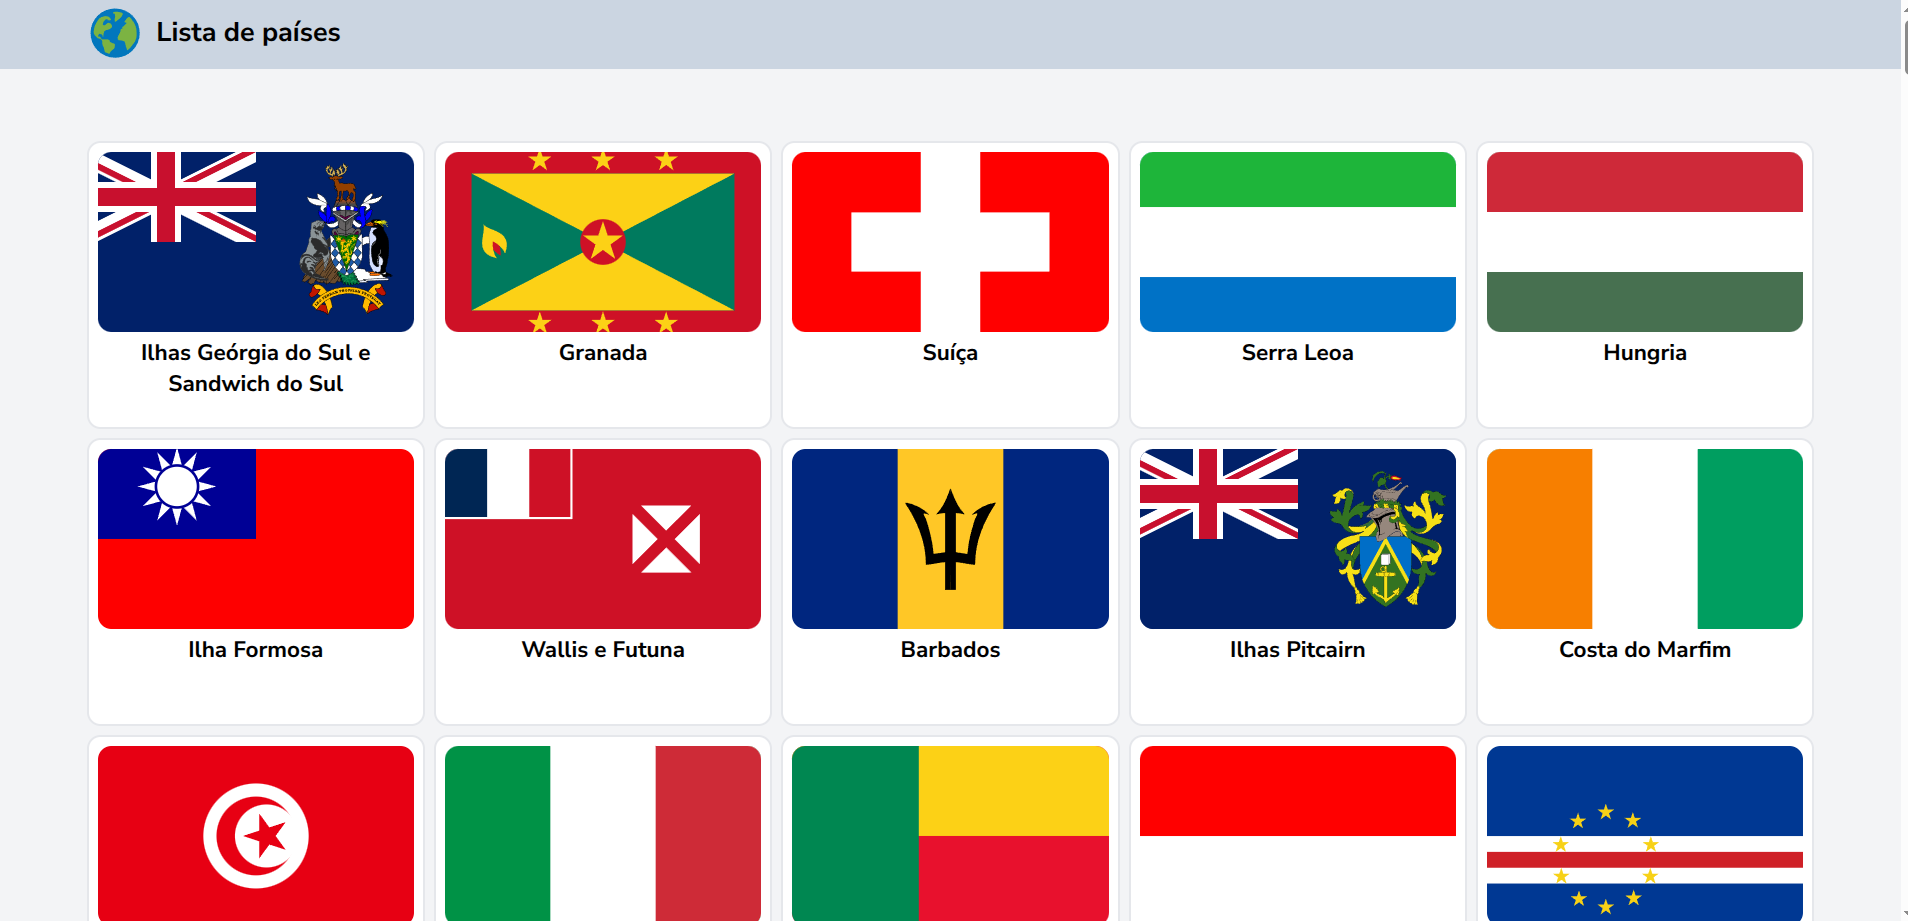 Lista de países
Ilhas Geórgia do Sul e
Sandwich do Sul
Granada
Suíça
Serra Leoa
Hungria
Ilha Formosa
Wallis e Futuna
Barbados
Ilhas Pitcairn
Costa do Marfim